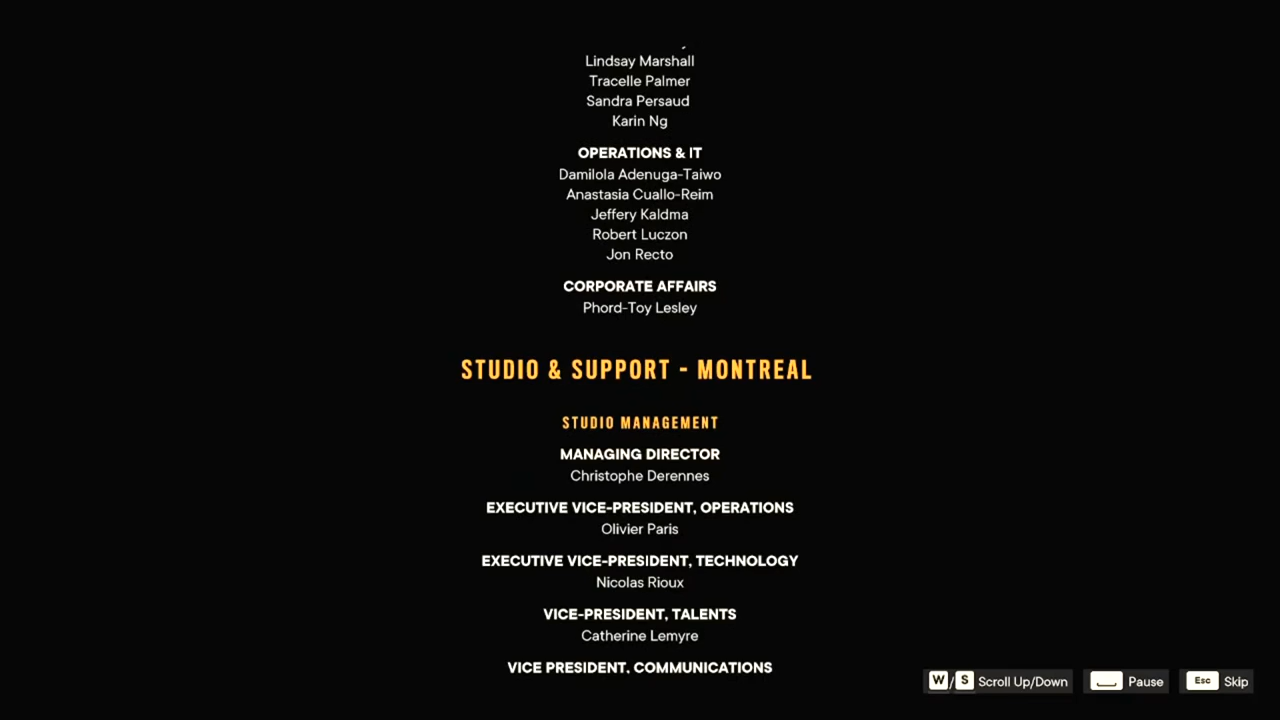 Lindsay Marshall
Tracelle Palmer
Sandra Persaud
Karin Ng
OPERATIONS & IT
Damilola Adenuga-Taiwo
Anastasia Cuallo-Reim
Jeffery Kaldma
Robert Luczon
Jon Recto
CORPORATE AFFAIRS
Phord-Toy Lesley
STUDIO & SUPPORT - MONTREAL
STUDIO MANAGEMENT
MANAGING DIRECTOR
Christophe Derennes
EXECUTIVE VICE-PRESIDENT, OPERATIONS
Olivier Paris
EXECUTIVE VICE-PRESIDENT, TECHNOLOGY
Nicolas Rioux
VICE-PRESIDENT, TALENTS
Catherine Lemyre
VICE PRESIDENT, COMMUNICATIONS
W / S Scroll Up/Down Pause Esc Skip